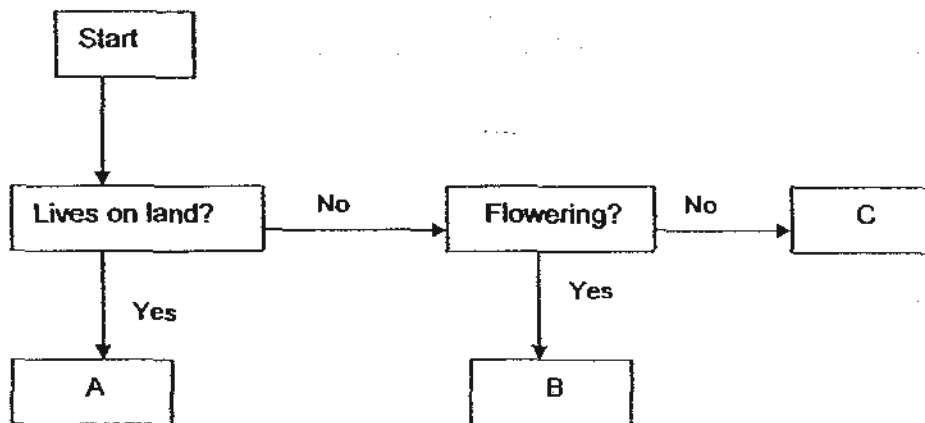 Start
Lives on land?
No
Flowering?
No
C
Yes
Yes
A
B